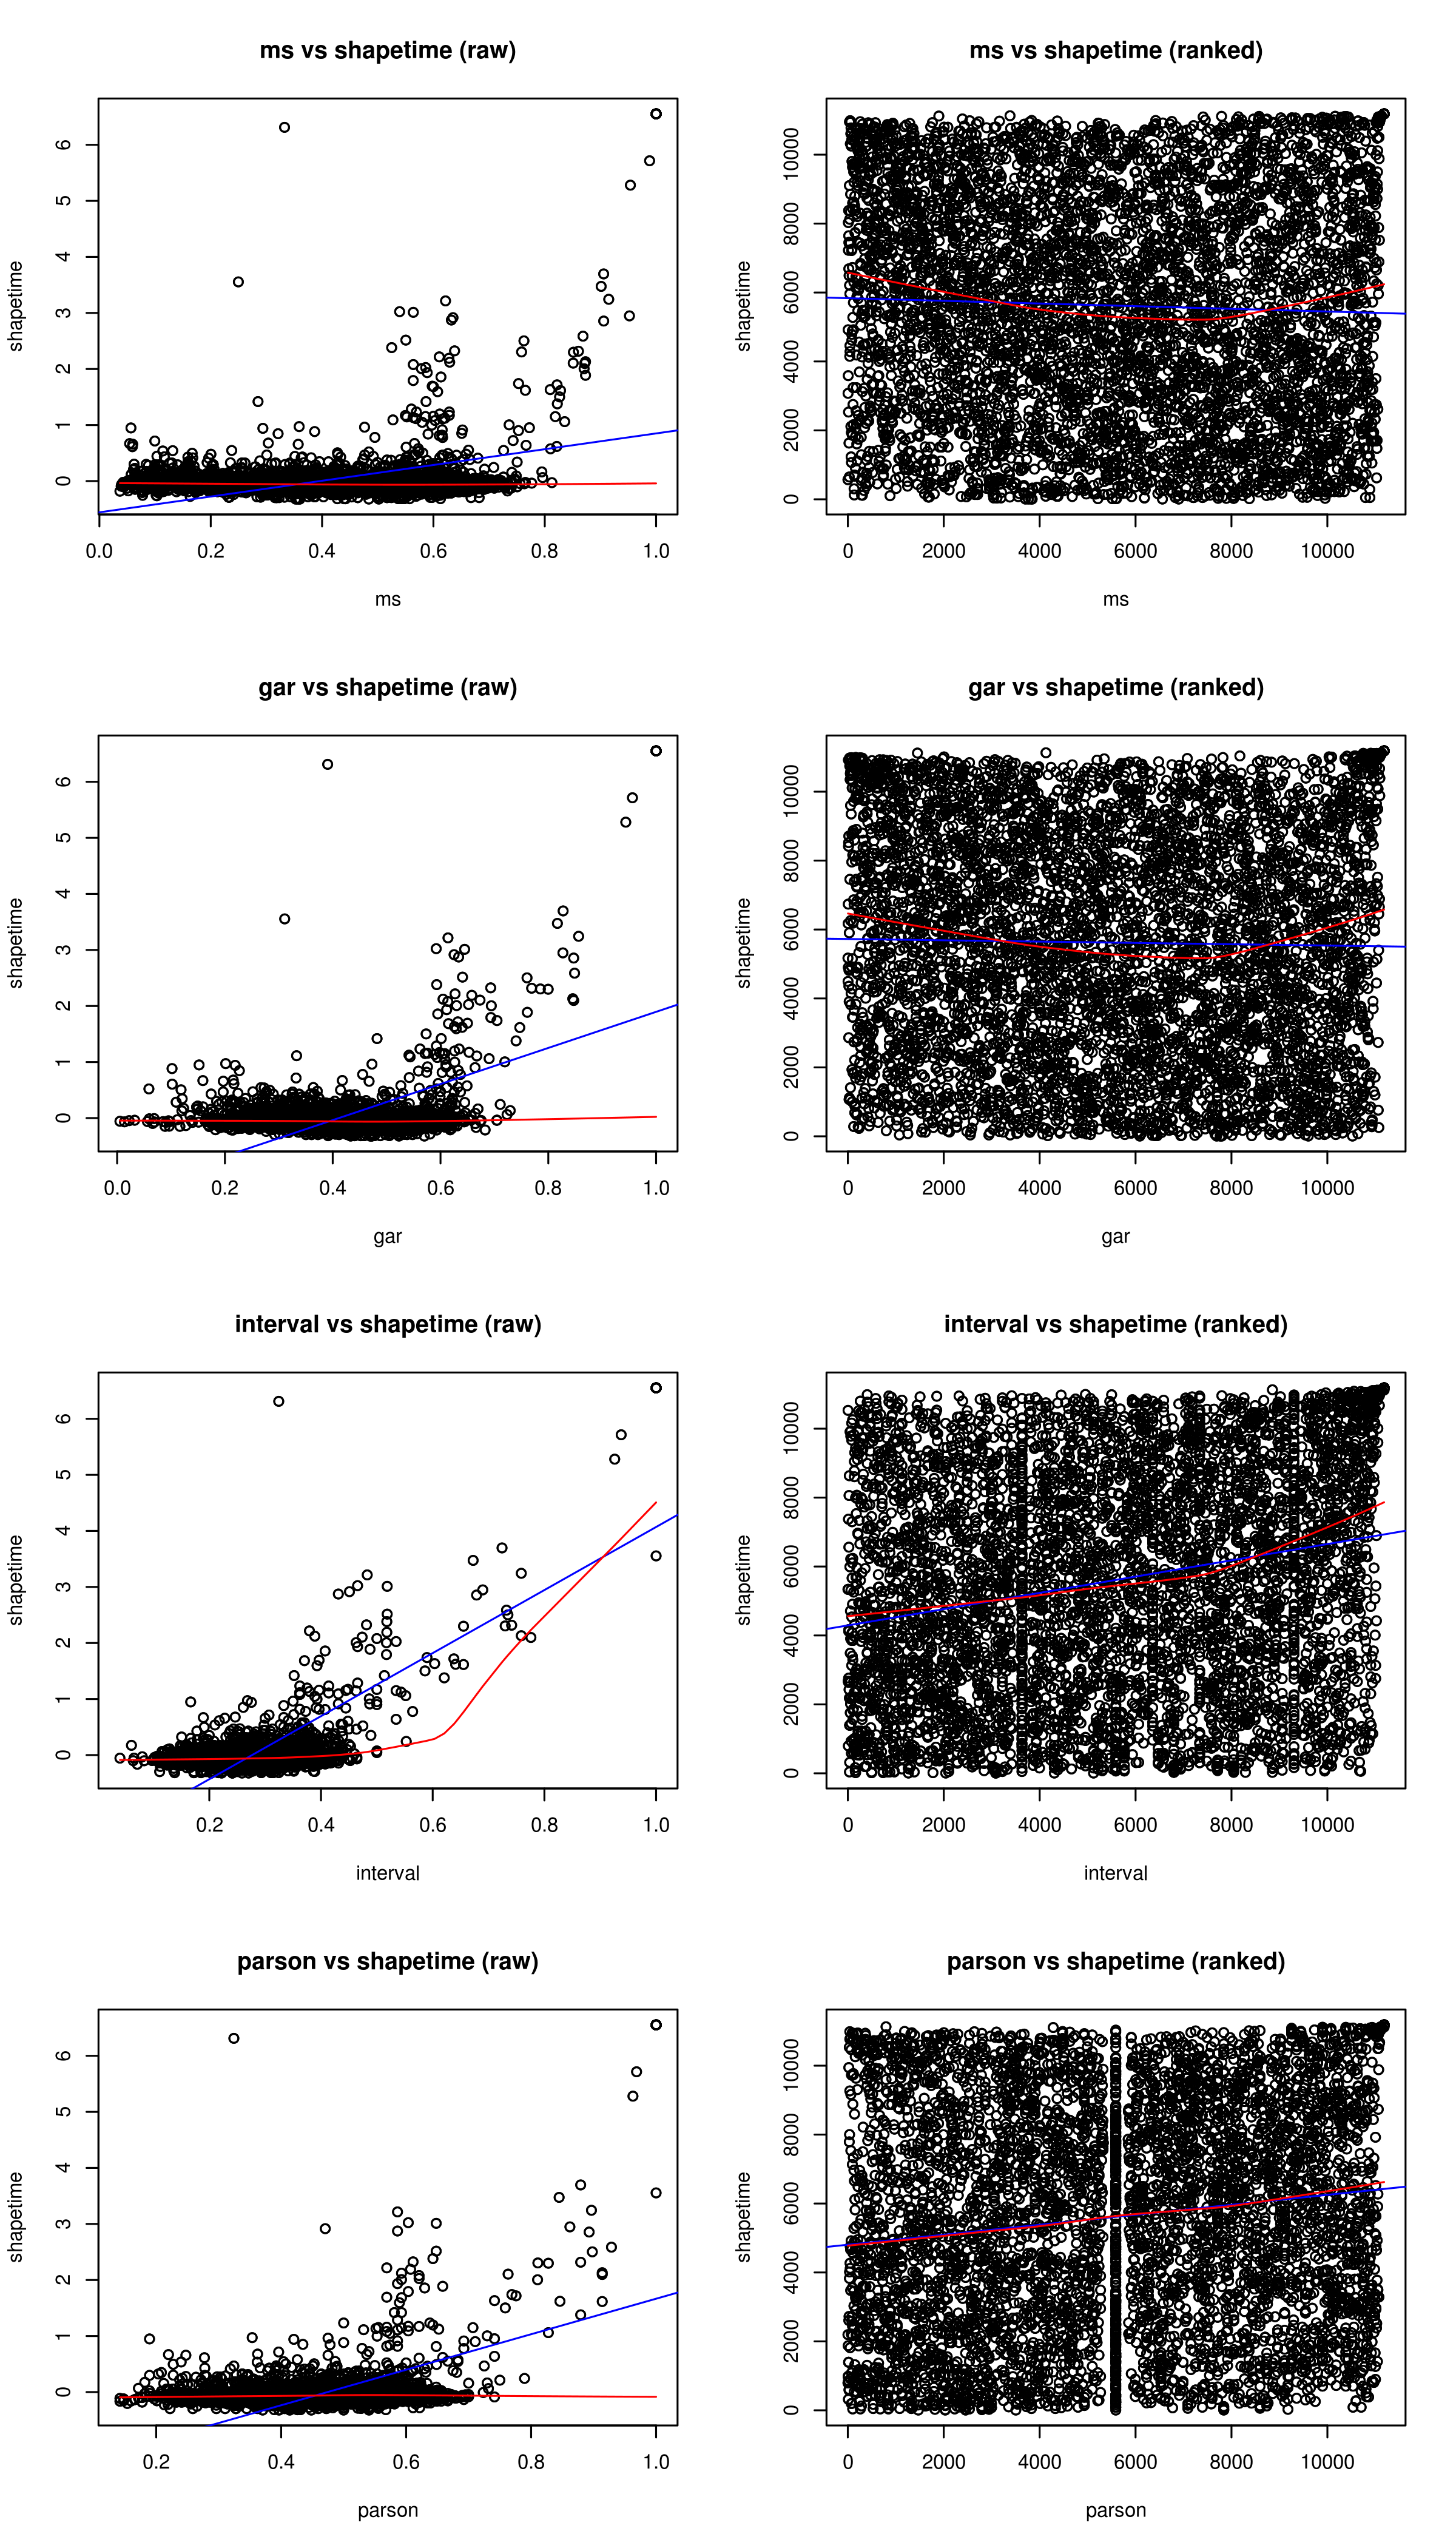 ms vs shapetime (raw)
shapetime
0 1 2 3 4 5 6
0.0 0.2 0.4 0.6 0.8 1.0
ms
ms vs shapetime (ranked)
shapetime
0 2000 4000 6000 8000 10000
0 2000 4000 6000 8000 10000
ms
gar vs shapetime (raw)
shapetime
0 1 2 3 4 5 6
0.0 0.2 0.4 0.6 0.8 1.0
gar
gar vs shapetime (ranked)
shapetime
0 2000 4000 6000 8000 10000
0 2000 4000 6000 8000 10000
gar
interval vs shapetime (raw)
shapetime
0 1 2 3 4 5 6
0.2 0.4 0.6 0.8 1.0
interval
interval vs shapetime (ranked)
shapetime
0 2000 4000 6000 8000 10000
0 2000 4000 6000 8000 10000
interval
parson vs shapetime (raw)
shapetime
0 1 2 3 4 5 6
0.2 0.4 0.6 0.8 1.0
parson
parson vs shapetime (ranked)
shapetime
0 2000 4000 6000 8000 10000
0 2000 4000 6000 8000 10000
parson